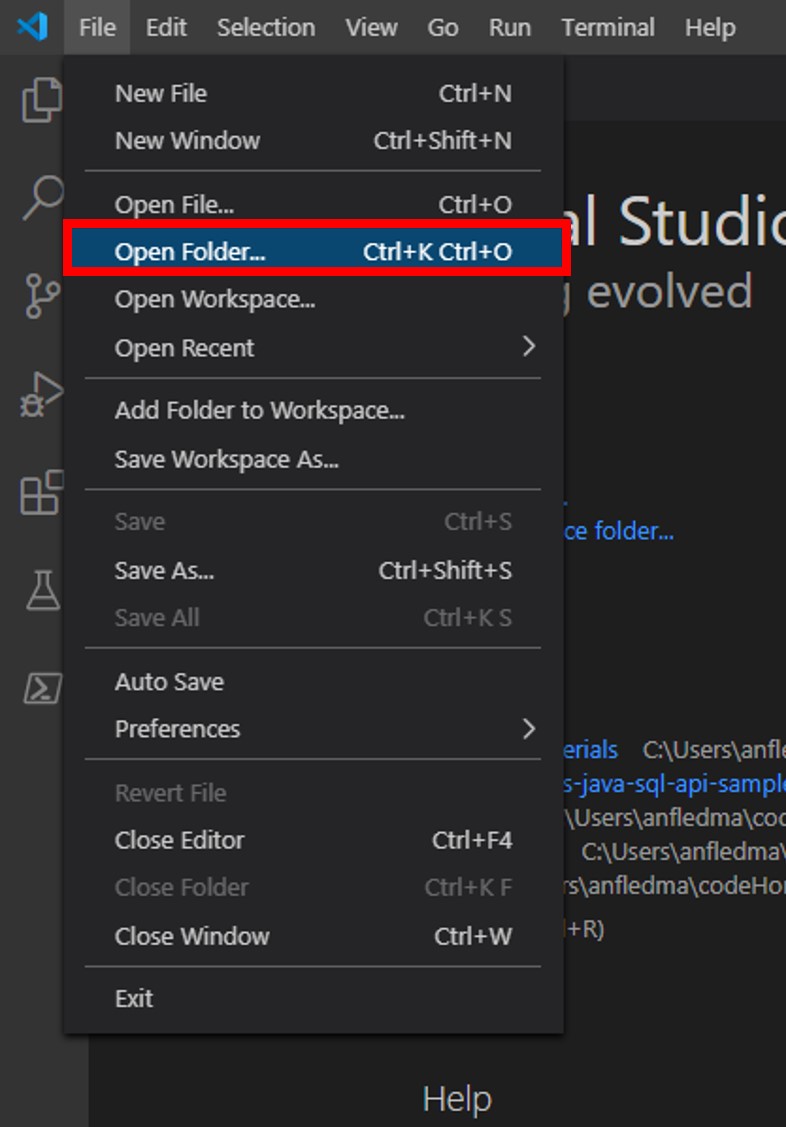 File Edit Selection View Go Run Terminal Help
New File Ctrl+N
New Window Ctrl+Shift+N
Open File... Ctrl+O
Studio
Open Folder... Ctrl+K Ctrl+O
evolved
Open Workspace...
Open Recent
Add Folder to Workspace...
Save Workspace As...
Save Ctrl+S
folder...
Save As... Ctrl+Shift+S
Save All Ctrl+K S
Auto Save
Preferences
erials C:\Users\anfle
s-java-sql-api-sample
Revert File
\Users\anfledma\coc
Close Editor Ctrl+F4
C:\Users\anfledma\
Close Folder Ctrl+K F
rs\anfledma\codeHor
Close Window Ctrl+W
l+R)
Exit
Help